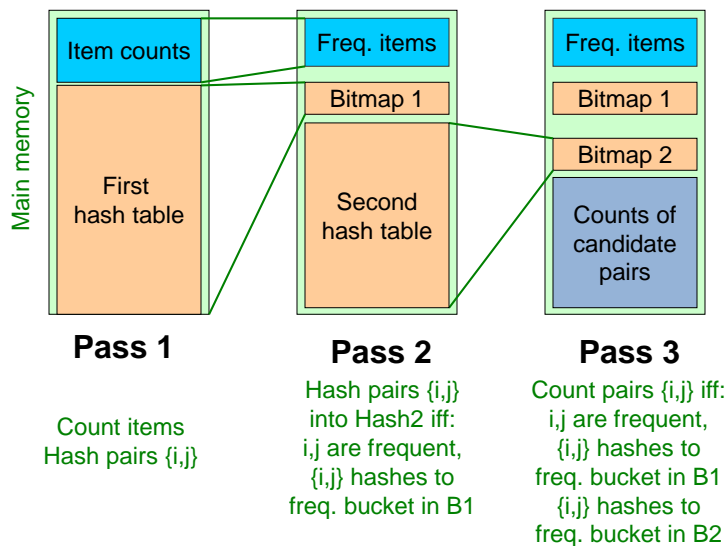 Main memory
Item counts
First
hash table
Pass 1
Count items
Hash pairs {i,j}
Freq. items
Bitmap 1
Second
hash table
Pass 2
Hash pairs {i,j}
into Hash2 iff:
i,j are frequent,
{i,j} hashes to
freq. bucket in B1
Freq. items
Bitmap 1
Bitmap 2
Counts of
candidate
pairs
Pass 3
Count pairs {i,j} iff:
i,j are frequent,
{i,j} hashes to
freq. bucket in B1
{i,j} hashes to
freq. bucket in B2